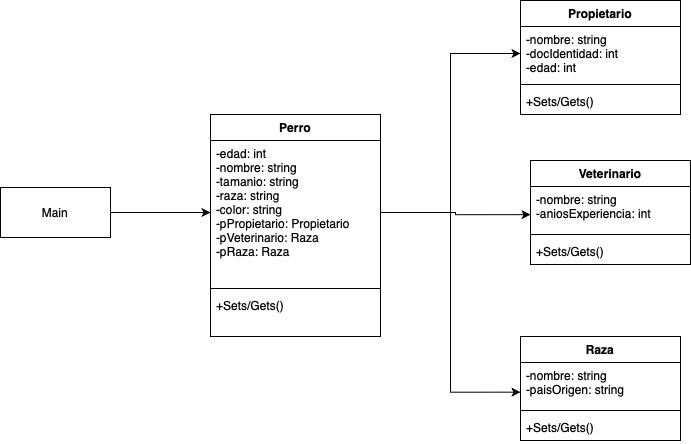 Main
Perro
-edad: int
-nombre: string
-tamanio: string
-raza: string
-color: string
-pPropietario: Propietario
-pVeterinario: Raza
-pRaza: Raza
+Sets/Gets()
Propietario
-nombre: string
-docIdentidad: int
-edad: int
+Sets/Gets()
Veterinario
-nombre: string
-aniosExperiencia: int
+Sets/Gets()
Raza
-nombre: string
-paisOrigen: string
+Sets/Gets()